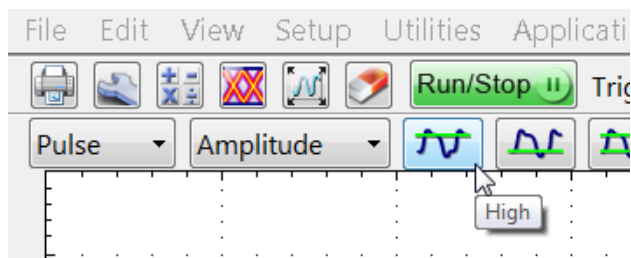 File Edit View Setup Utilities Applicati
Run/Stop Trig
Pulse Amplitude
High